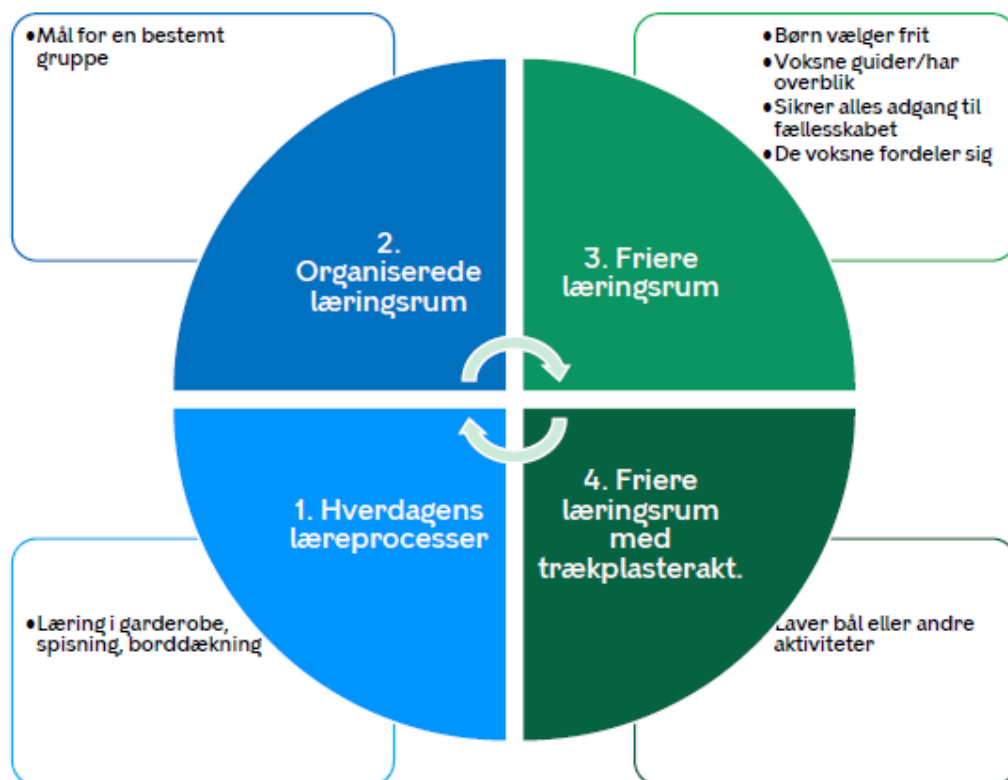 •Mål for en bestemt
gruppe
•Børn vælger frit
•Voksne guider/har
overblik
•Sikrer alles adgang til
fællesskabet
•De voksne fordeler sig
2.
Organiserede
læringsrum
3. Friere
læringsrum
1. Hverdagens
læreprocesser
4. Friere
læringsrum
med
trækplasterakt.
•Læring i garderobe,
spisning, borddækning
Laver bål eller andre
aktiviteter